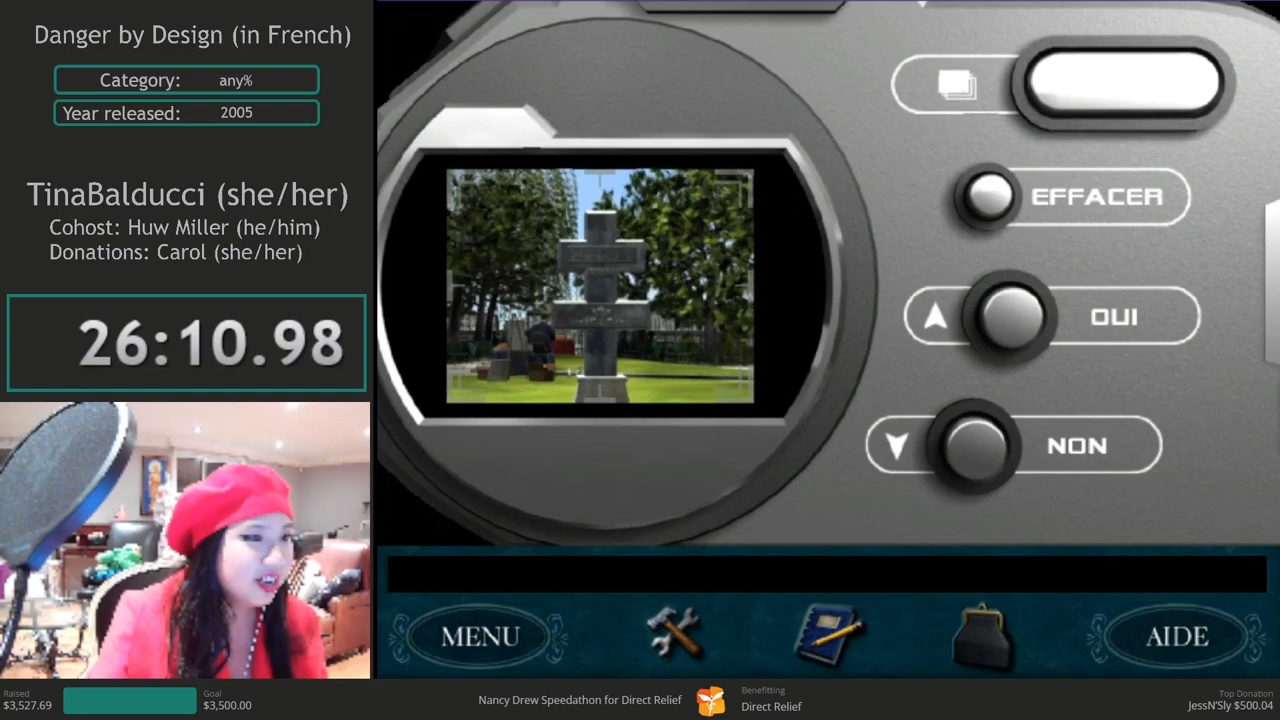 Danger by Design (in French)
Category: any%
Year released: 2005
TinaBalducci (she/her)
Cohost: Huw Miller (he/him)
Donations: Carol (she/her)
26:10.98
EFFACER
OUI
NON
MENU
AIDE
Raised
$3,527.69
Goal
$3,500.00
Nancy Drew Speedathon for Direct Relief
Benefitting
Direct Relief
Top Donation
JessN'Sly $500.04